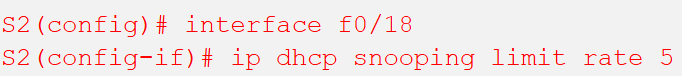 S2(config)# interface f0/18
S2(config-if)# ip dhcp snooping limit rate 5